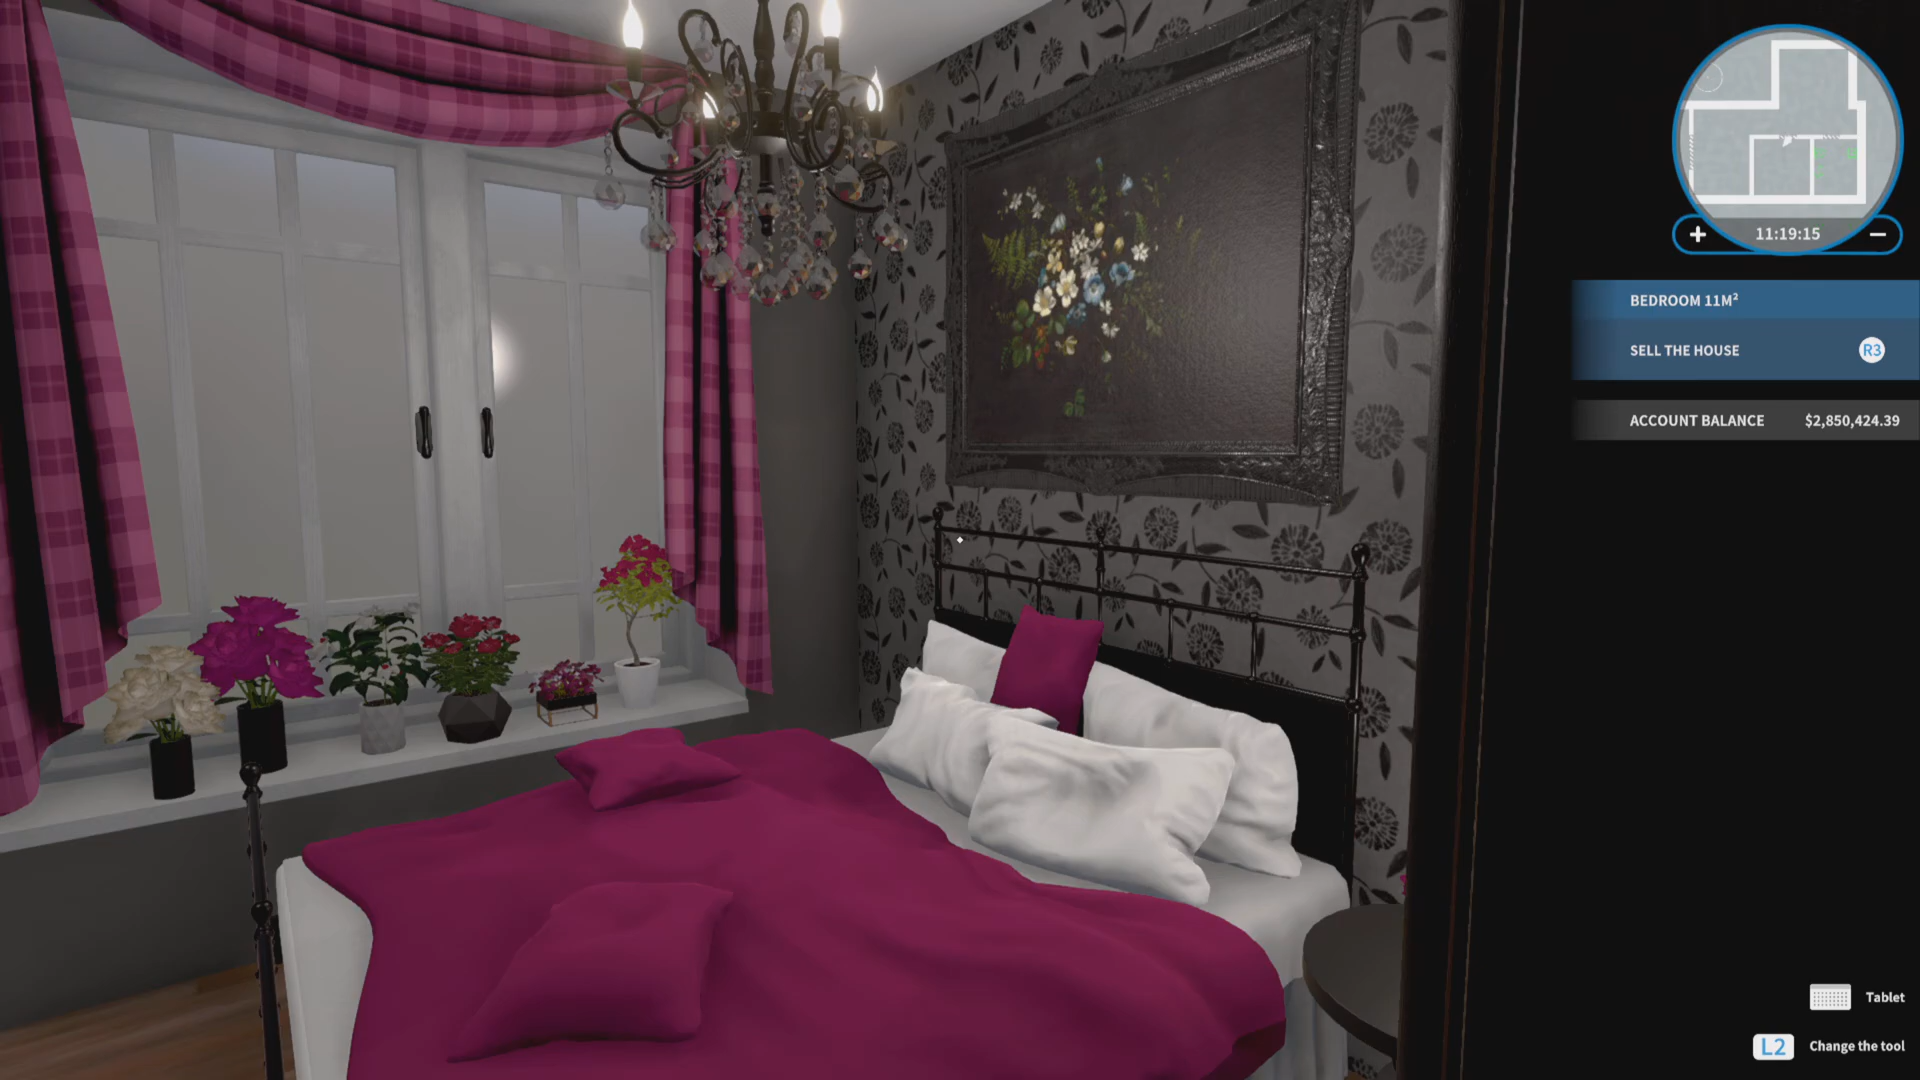 11:19:15
BEDROOM 11M²
SELL THE HOUSE R3
ACCOUNT BALANCE $2,850,424.39
Tablet
L2 Change the tool